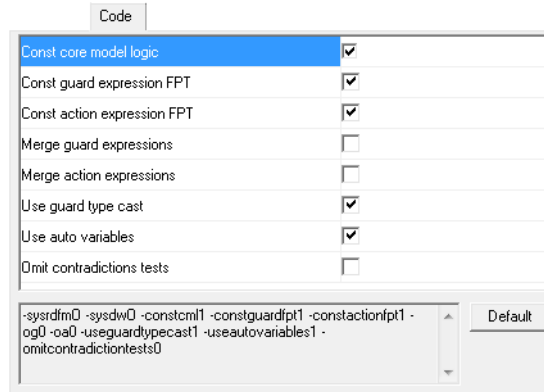 Code
Const core model logic
Const guard expression FPT
Const action expression FPT
Merge guard expressions
Merge action expressions
Use guard type cast
Use auto variables
Omit contradictions tests
-sysrdfm0 -sysdw0 -constcml1 -constguardfpt1 -constactionfpt1 -
og0 -oa0 -useguardtypecast1 -useautovariables1 -
omitcontradictiontests0
Default